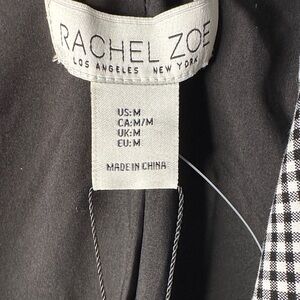 RACHEL ZOE
LOS ANGELES NEW YORK
US:M
CA:M/M
UK:M
EU:M
MADE IN CHINA